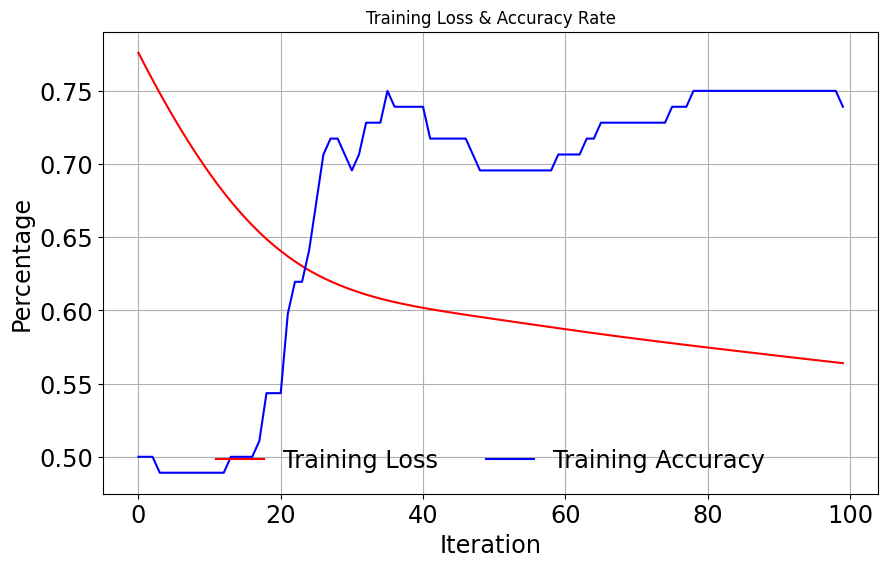 Training Loss & Accuracy Rate
0.75
0.70
0.65
0.60
0.55
0.50
Percentage
Training Loss
Training Accuracy
0 20 40 60 80 100
Iteration